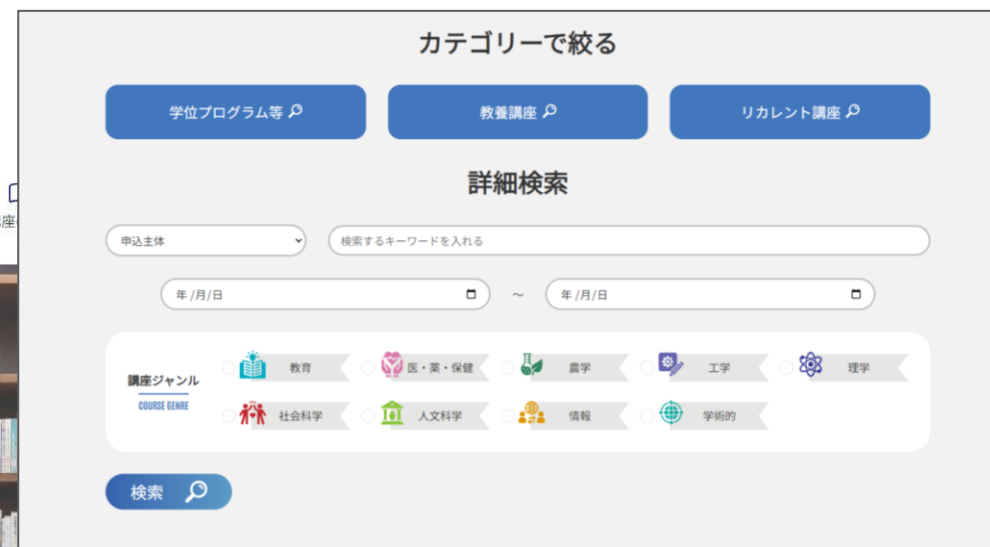 カテゴリーで絞る
学位プログラム等
教養講座
リカレント講座
詳細検索
申込主体
検索するキーワードを入れる
年 /月/日
~
年 /月/日
講座ジャンル
COURSE GENRE
教育
医・薬・保健
農学
工学
理学
社会科学
人文科学
情報
学術的
検索